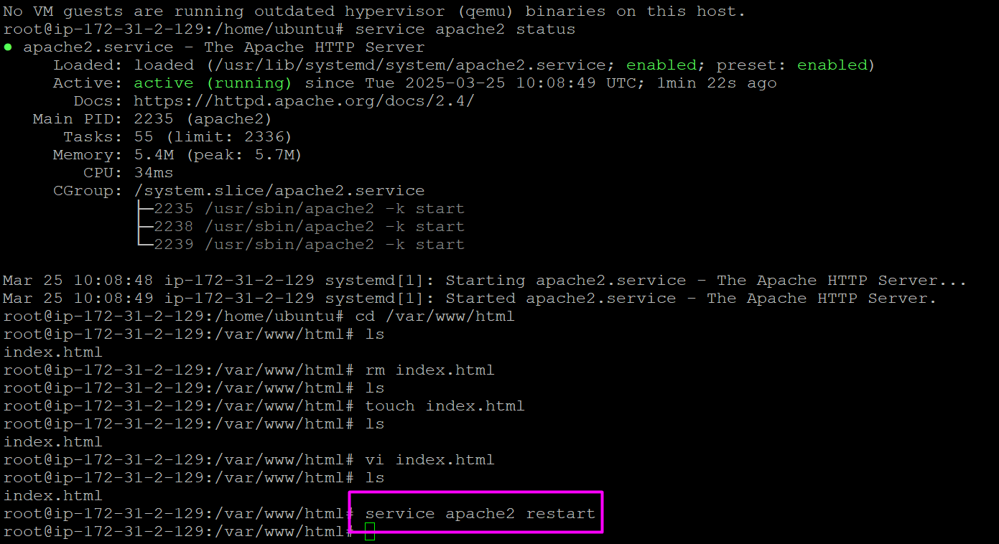 No VM guests are running outdated hypervisor (qemu) binaries on this host.
root@ip-172-31-2-129:/home/ubuntu# service apache2 status
● apache2.service - The Apache HTTP Server
     Loaded: loaded (/usr/lib/systemd/system/apache2.service; enabled; preset: enabled)
     Active: active (running) since Tue 2025-03-25 10:08:49 UTC; 1min 22s ago
       Docs: https://httpd.apache.org/docs/2.4/
   Main PID: 2235 (apache2)
      Tasks: 55 (limit: 2336)
     Memory: 5.4M (peak: 5.7M)
        CPU: 34ms
     CGroup: /system.slice/apache2.service
             ├─2235 /usr/sbin/apache2 -k start
             ├─2238 /usr/sbin/apache2 -k start
             └─2239 /usr/sbin/apache2 -k start
Mar 25 10:08:48 ip-172-31-2-129 systemd[1]: Starting apache2.service - The Apache HTTP Server...
Mar 25 10:08:49 ip-172-31-2-129 systemd[1]: Started apache2.service - The Apache HTTP Server.
root@ip-172-31-2-129:/home/ubuntu# cd /var/www/html
root@ip-172-31-2-129:/var/www/html# ls
index.html
root@ip-172-31-2-129:/var/www/html# rm index.html
root@ip-172-31-2-129:/var/www/html# ls
root@ip-172-31-2-129:/var/www/html# touch index.html
root@ip-172-31-2-129:/var/www/html# ls
index.html
root@ip-172-31-2-129:/var/www/html# vi index.html
root@ip-172-31-2-129:/var/www/html# ls
index.html
root@ip-172-31-2-129:/var/www/html# service apache2 restart
root@ip-172-31-2-129:/var/www/html#